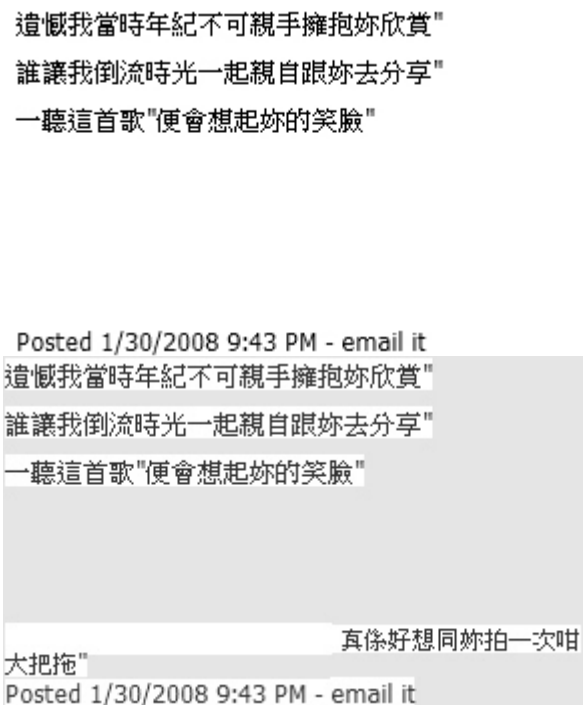 遺憾我當時年紀不可親手擁抱妳欣賞"
誰讓我倒流時光一起親自跟妳去分享"
一聽這首歌"便會想起妳的笑臉"
Posted 1/30/2008 9:43 PM - email it
遺憾我當時年紀不可親手擁抱妳欣賞"
誰讓我倒流時光一起親自跟妳去分享"
一聽這首歌"便會想起妳的笑臉"
真係好想同妳拍一次咁
大把拖"
Posted 1/30/2008 9:43 PM - email it